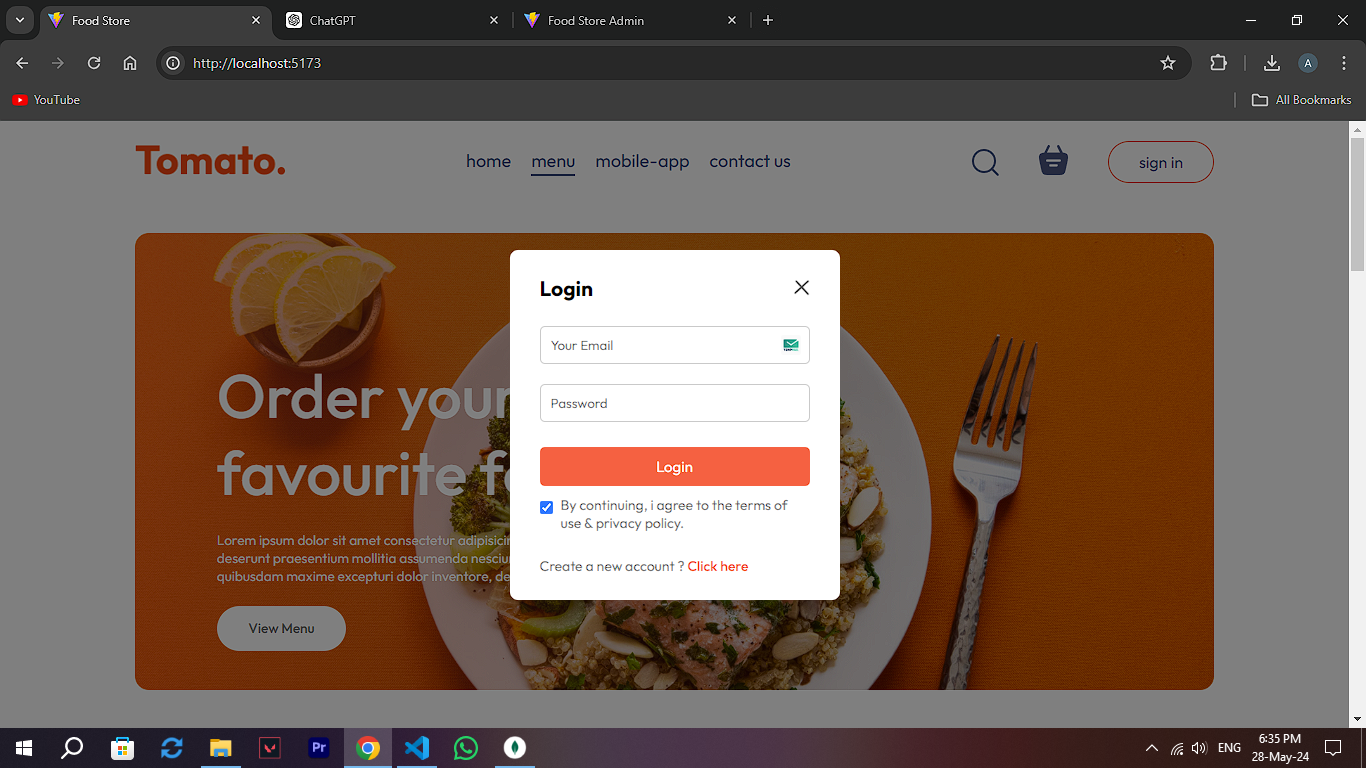 Food Store
ChatGPT
Food Store Admin
http://localhost:5173
A
YouTube
All Bookmarks
Tomato.
home menu mobile-app contact us
sign in
Login
Your Email
Password
Login
By continuing, i agree to the terms of
use & privacy policy.
Create a new account ? Click here
Order your
favourite f
Lorem ipsum dolor sit amet consectetur adipisicin
deserunt praesentium mollitia assumenda nesciun
quibusdam maxime excepturi dolor inventore, de
View Menu
Pr
ENG
6:35 PM
28-May-24